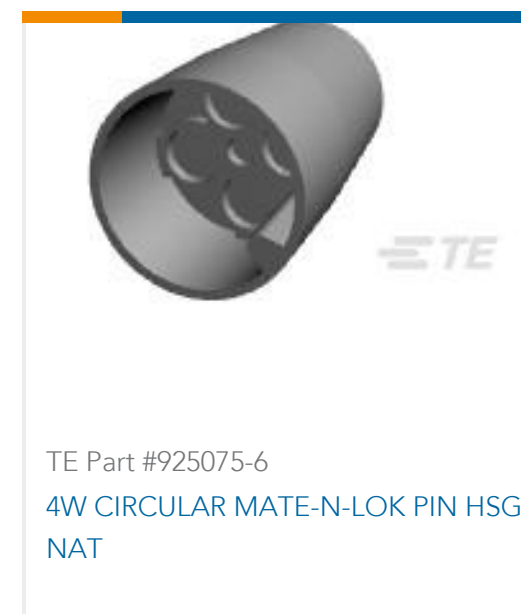 TE
TE Part #925075-6
4W CIRCULAR MATE-N-LOK PIN HSG
NAT